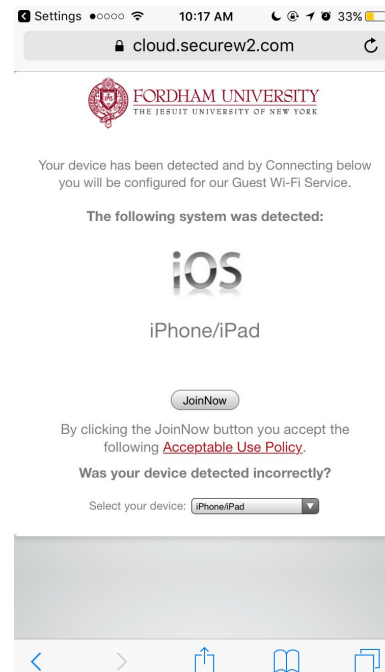 Settings 10:17 AM 33%
cloud.securew2.com
FORDHAM UNIVERSITY
THE JESUIT UNIVERSITY OF NEW YORK
Your device has been detected and by Connecting below
you will be configured for our Guest Wi-Fi Service.
The following system was detected:
iOS
iPhone/iPad
JoinNow
By clicking the JoinNow button you accept the
following Acceptable Use Policy.
Was your device detected incorrectly?
Select your device: iPhone/iPad